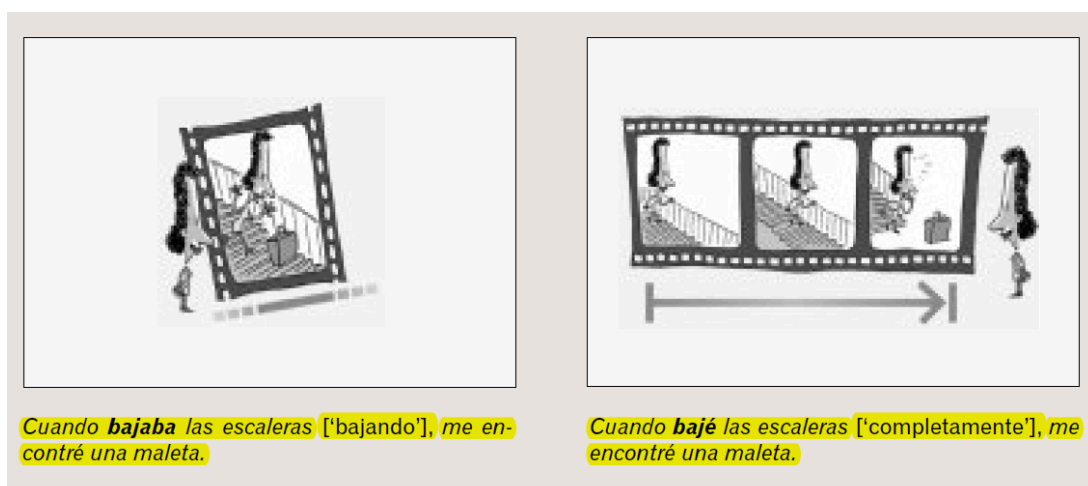 Cuando bajaba las escaleras ['bajando'], me en-
contré una maleta.
Cuando bajé las escaleras ['completamente'], me
encontré una maleta.